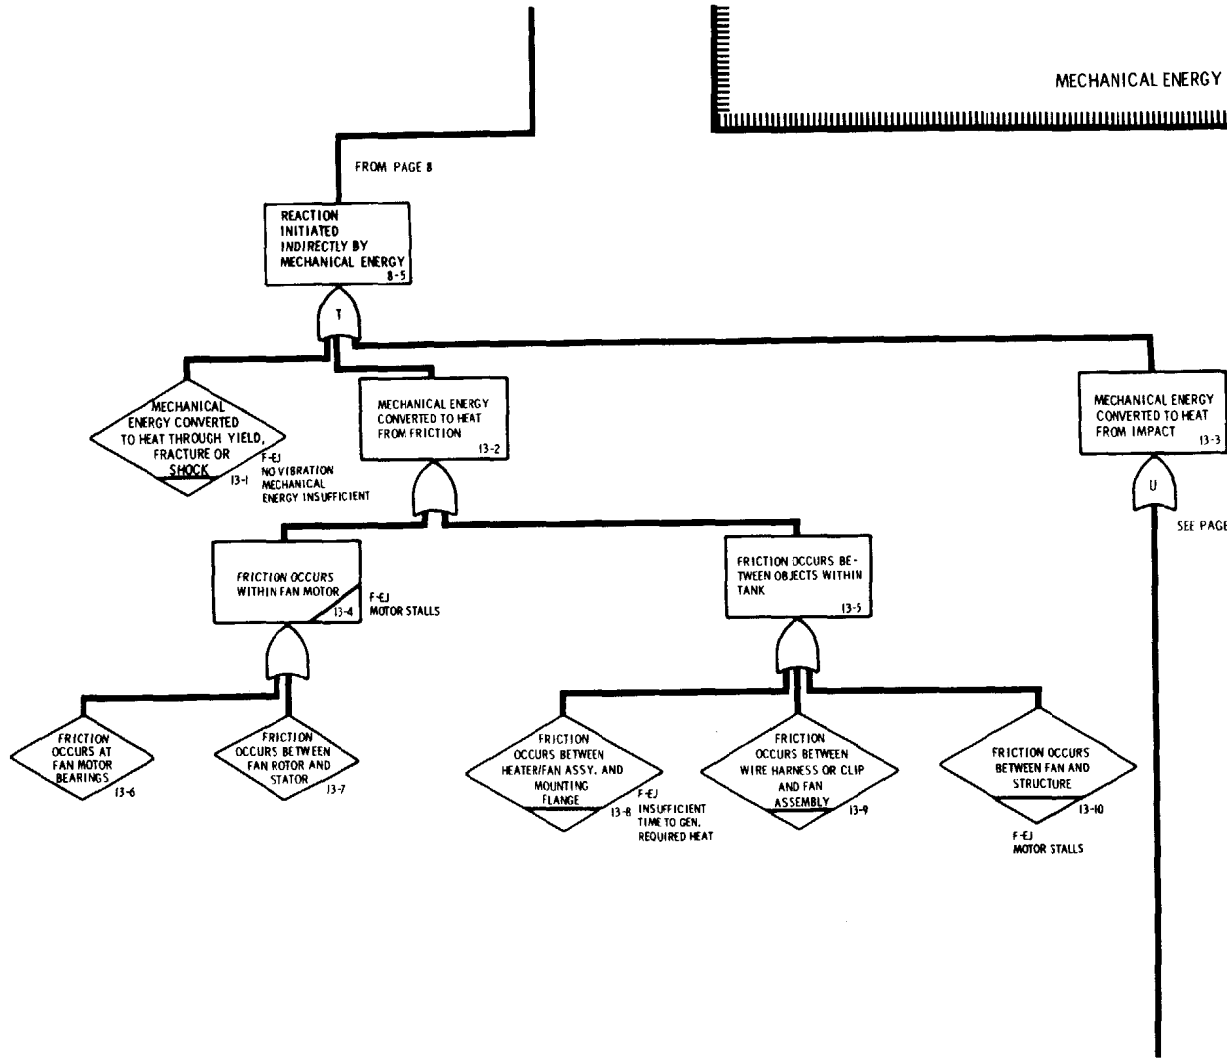 MECHANICAL ENERGY
FROM PAGE 8
REACTION
INITIATED
INDIRECTLY BY
MECHANICAL ENERGY
8-5
T
MECHANICAL
ENERGY CONVERTED
TO HEAT THROUGH YIELD,
FRACTURE OR
SHOCK
13-1
F-EJ
NO VIBRATION
MECHANICAL
ENERGY INSUFFICIENT
MECHANICAL ENERGY
CONVERTED TO HEAT
FROM FRICTION
13-2
MECHANICAL ENERGY
CONVERTED TO HEAT
FROM IMPACT
13-3
U
SEE PAGE
FRICTION OCCURS
WITHIN FAN MOTOR
13-4
F-EJ
MOTOR STALLS
FRICTION OCCURS BE-
TWEEN OBJECTS WITHIN
TANK
13-5
FRICTION
OCCURS AT
FAN MOTOR
BEARINGS
13-6
FRICTION
OCCURS BETWEEN
FAN ROTOR AND
STATOR
13-7
FRICTION
OCCURS BETWEEN
HEATER/FAN ASSY. AND
MOUNTING
FLANGE
13-8
F-EJ
INSUFFICIENT
TIME TO GEN.
REQUIRED HEAT
FRICTION
OCCURS BETWEEN
WIRE HARNESS OR CLIP
AND FAN
ASSEMBLY
13-9
FRICTION OCCURS
BETWEEN FAN AND
STRUCTURE
13-10
F-EJ
MOTOR STALLS